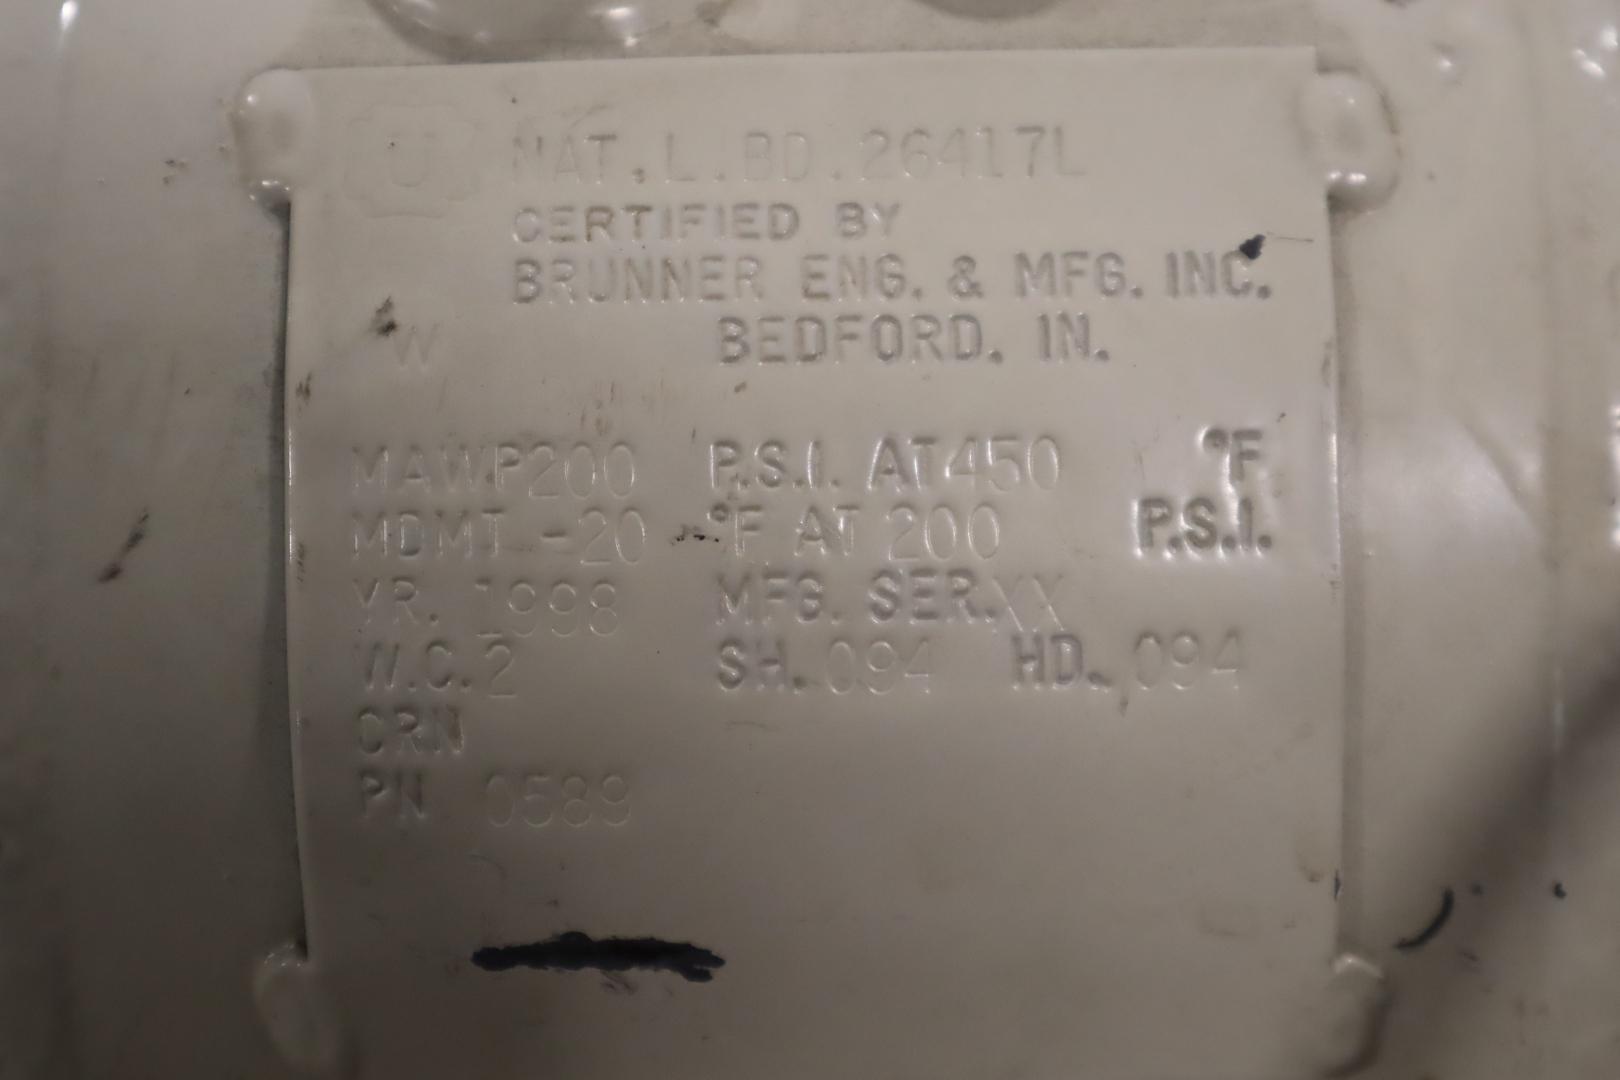 U NAT.L.BD.26417L
CERTIFIED BY
BRUNNER ENG. & MFG. INC.
W BEDFORD. IN.
MAWP200 P.S.I. AT450 °F
MDMT -20 °F AT 200 P.S.I.
YR. 1998 MFG. SER.XX
W.C.2 SH.094 HD. 094
CRN
PN 0589